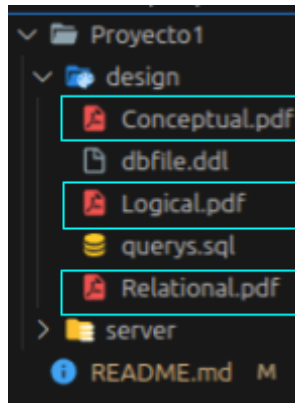 Proyecto1
design
Conceptual.pdf
dbfile.ddl
Logical.pdf
querys.sql
Relational.pdf
server
README.md M